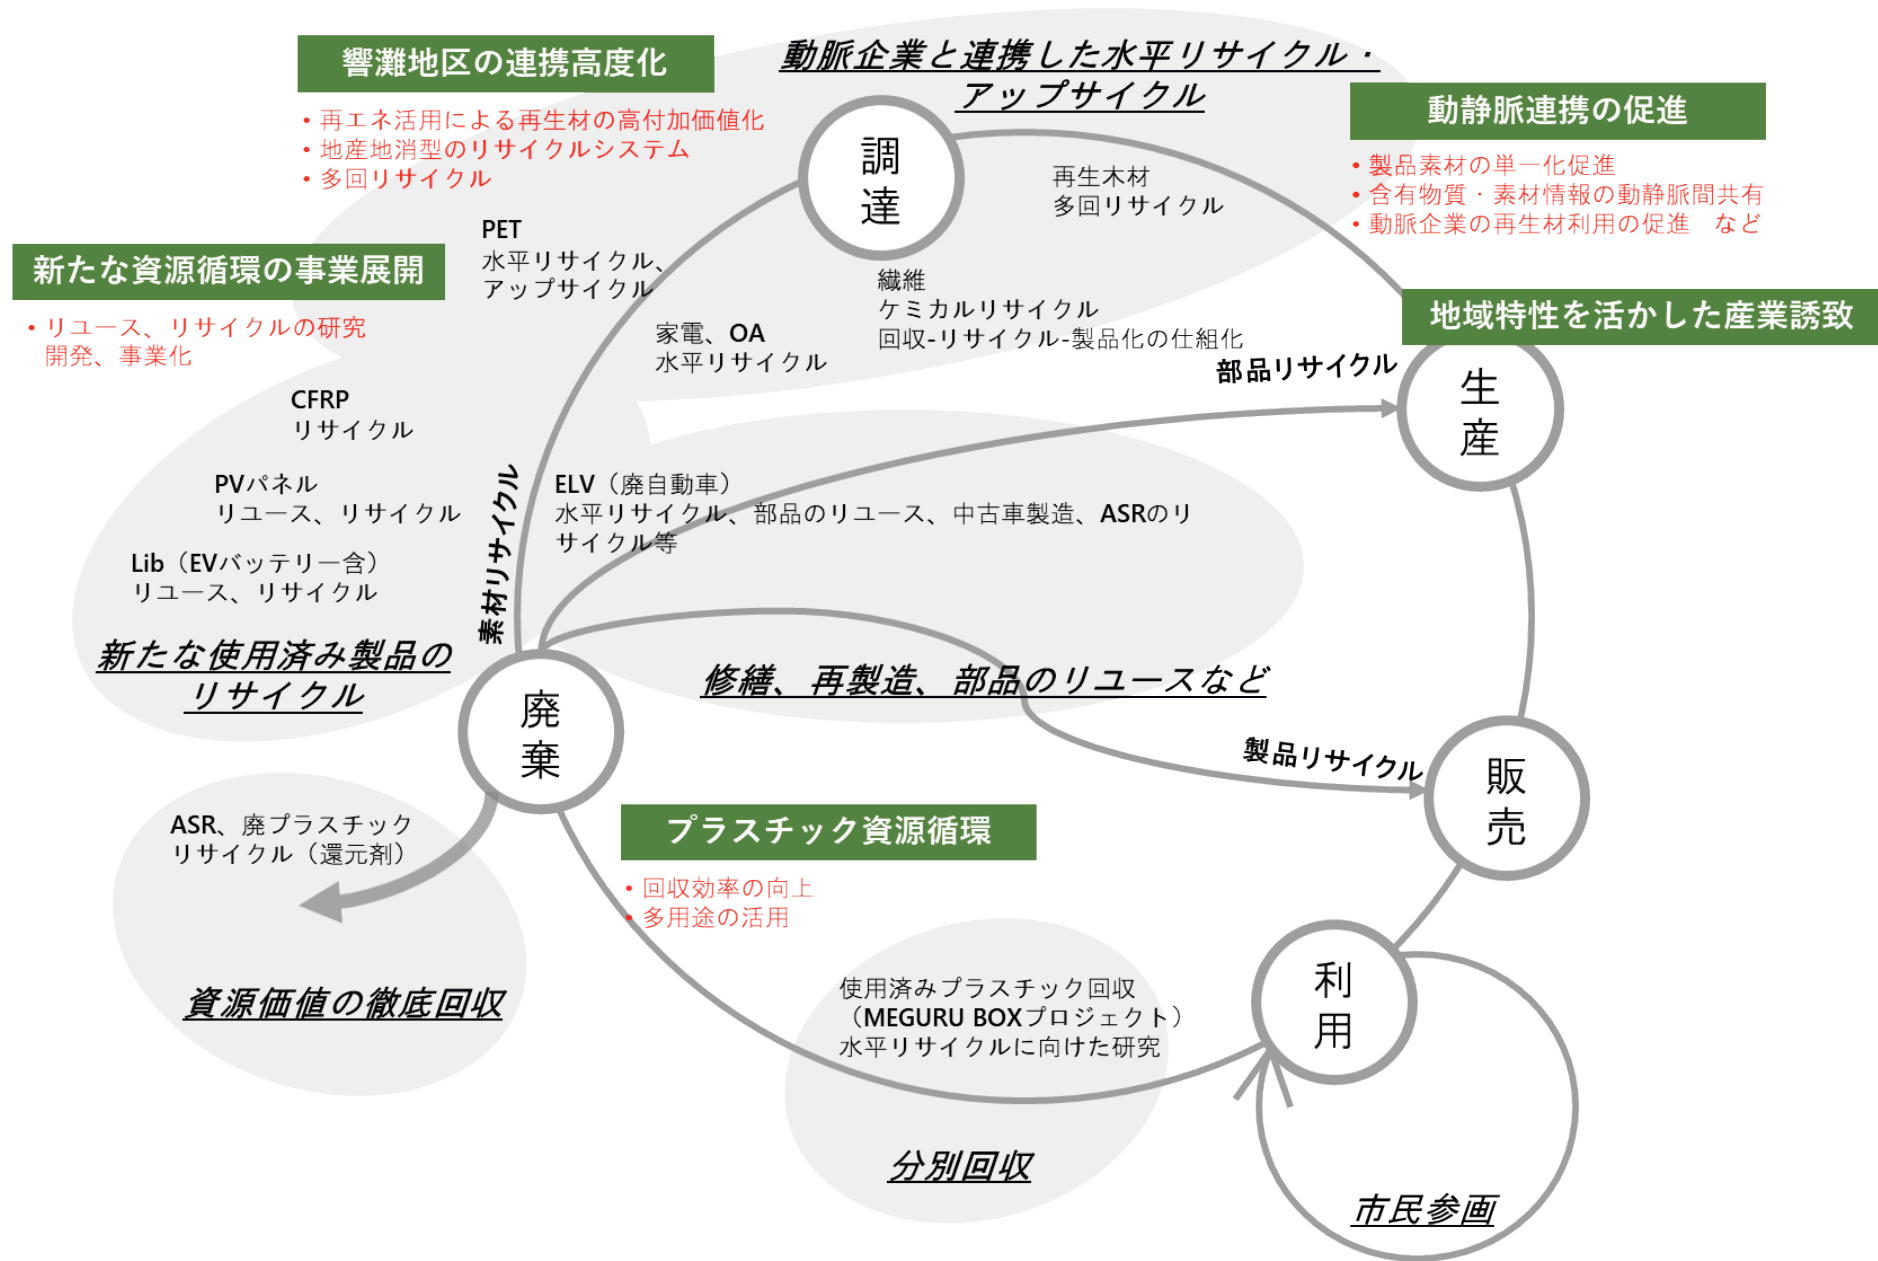 響灘地区の連携高度化
・再エネ活用による再生材の高付加価値化
・地産地消型のリサイクルシステム
・多回リサイクル
動脈企業と連携した水平リサイクル・
アップサイクル
動静脈連携の促進
・製品素材の単一化促進
・含有物質・素材情報の動静脈間共有
・動脈企業の再生材利用の促進　など
調
達
再生木材
多回リサイクル
PET
水平リサイクル、
アップサイクル
新たな資源循環の事業展開
・リユース、リサイクルの研究
開発、事業化
繊維
ケミカルリサイクル
回収-リサイクル-製品化の仕組化
家電、OA
水平リサイクル
地域特性を活かした産業誘致
部品リサイクル
生
産
CFRP
リサイクル
PVパネル
リユース、リサイクル
Lib（EVバッテリー含）
リユース、リサイクル
素材リサイクル
ELV（廃自動車）
水平リサイクル、部品のリユース、中古車製造、ASRのリ
サイクル等
新たな使用済み製品の
リサイクル
修繕、再製造、部品のリユースなど
廃
棄
製品リサイクル
販
売
ASR、廃プラスチック
リサイクル（還元剤）
プラスチック資源循環
・回収効率の向上
・多用途の活用
資源価値の徹底回収
使用済みプラスチック回収
（MEGURU BOXプロジェクト）
水平リサイクルに向けた研究
利
用
分別回収
市民参画